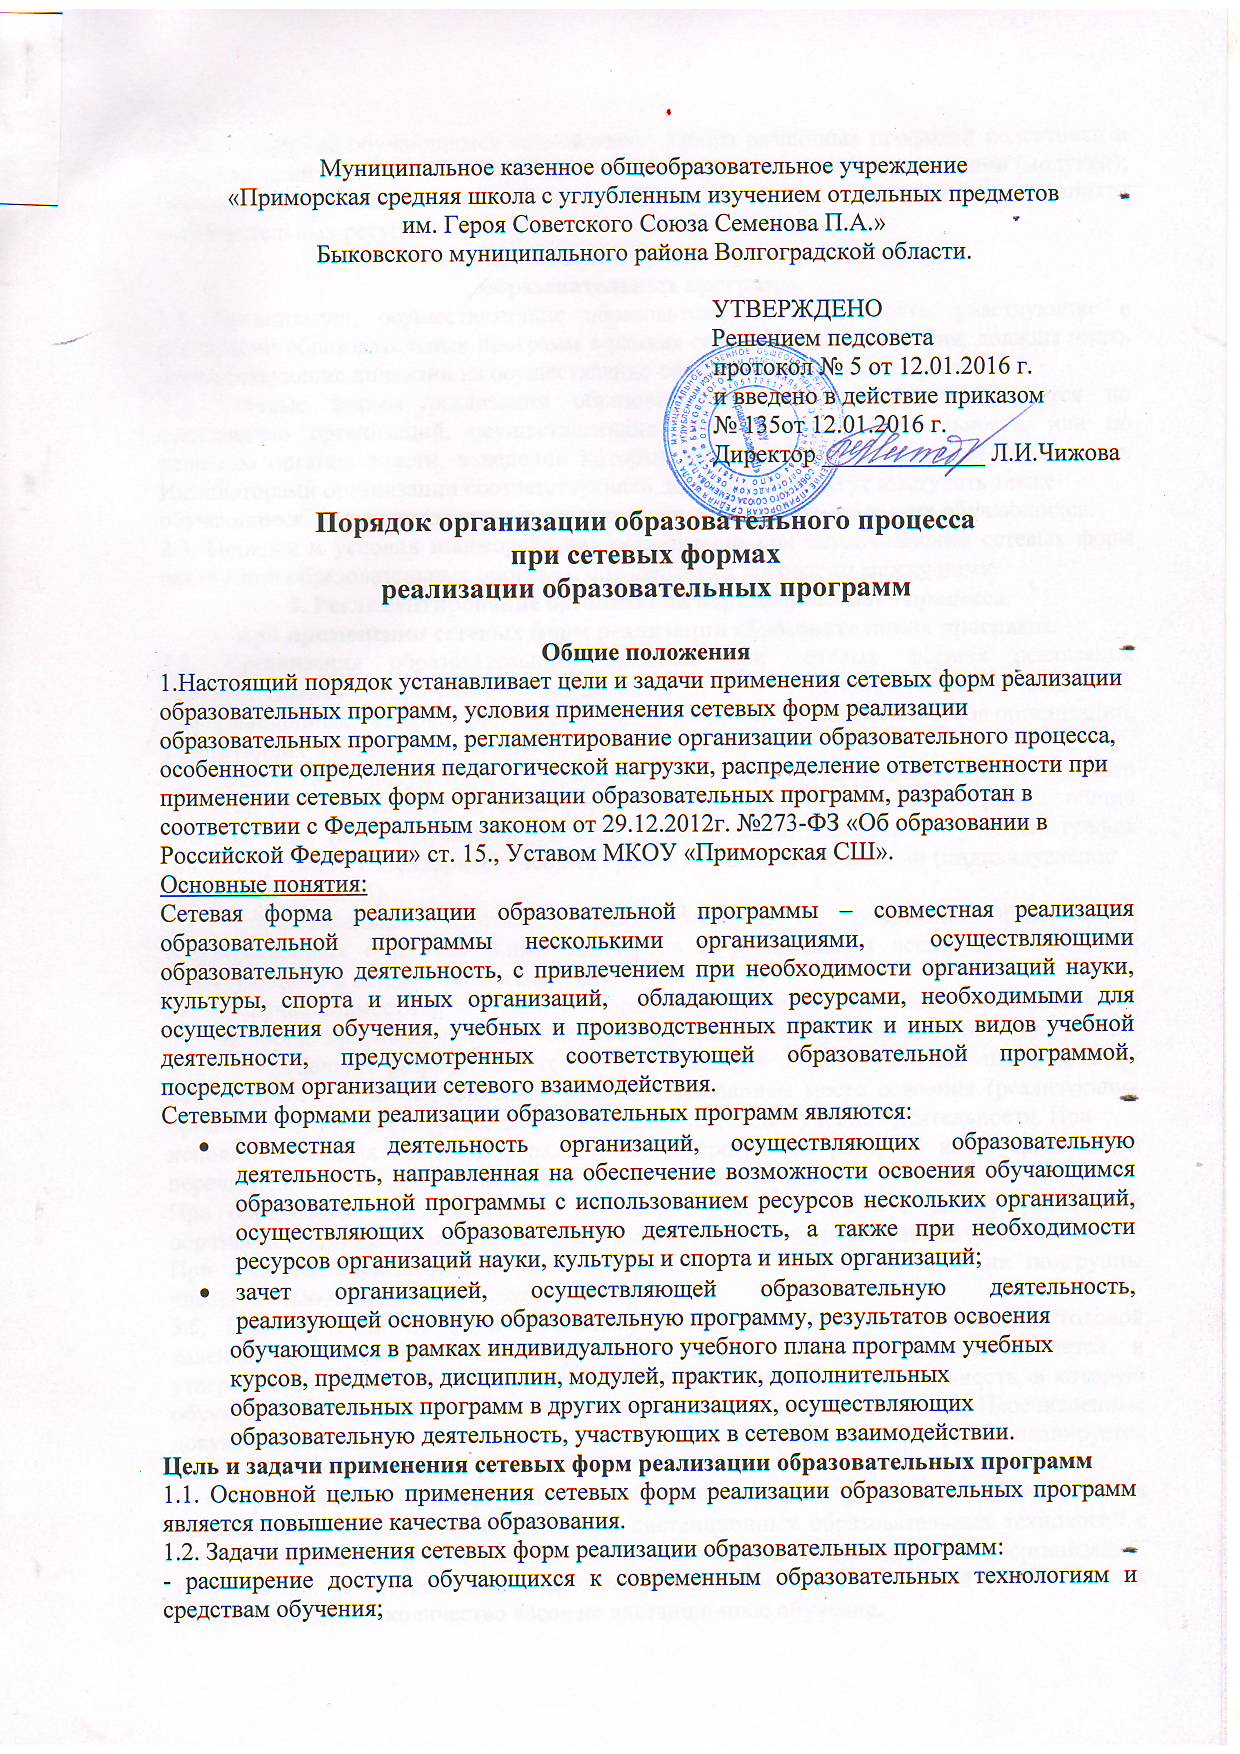 Муниципальное казенное общеобразовательное учреждение
«Приморская средняя школа с углубленным изучением отдельных предметов
им. Героя Советского Союза Семенова П.А.»
Быковского муниципального района Волгоградской области.
УТВЕРЖДЕНО
Решением педсовета
протокол № 5 от 12.01.2016 г.
и введено в действие приказом
№ 135от 12.01.2016 г.
Директор _____________ Л.И.Чижова
Порядок организации образовательного процесса
при сетевых формах
реализации образовательных программ
Общие положения
1.Настоящий порядок устанавливает цели и задачи применения сетевых форм реализации
образовательных программ, условия применения сетевых форм реализации
образовательных программ, регламентирование организации образовательного процесса,
особенности определения педагогической нагрузки, распределение ответственности при
применении сетевых форм организации образовательных программ, разработан в
соответствии с Федеральным законом от 29.12.2012г. №273-ФЗ «Об образовании в
Российской Федерации» ст. 15., Уставом МКОУ «Приморская СШ».
Основные понятия:
Сетевая форма реализации образовательной программы – совместная реализация
образовательной программы несколькими организациями, осуществляющими
образовательную деятельность, с привлечением при необходимости организаций науки,
культуры, спорта и иных организаций, обладающих ресурсами, необходимыми для
осуществления обучения, учебных и производственных практик и иных видов учебной
деятельности, предусмотренных соответствующей образовательной программой,
посредством организации сетевого взаимодействия.
Сетевыми формами реализации образовательных программ являются:
• совместная деятельность организаций, осуществляющих образовательную
деятельность, направленная на обеспечение возможности освоения обучающимся
образовательной программы с использованием ресурсов нескольких организаций,
осуществляющих образовательную деятельность, а также при необходимости
ресурсов организаций науки, культуры и спорта и иных организаций;
• зачет организацией, осуществляющей образовательную деятельность,
реализующей основную образовательную программу, результатов освоения
обучающимся в рамках индивидуального учебного плана программ учебных
курсов, предметов, дисциплин, модулей, практик, дополнительных
образовательных программ в других организациях, осуществляющих
образовательную деятельность, участвующих в сетевом взаимодействии.
Цель и задачи применения сетевых форм реализации образовательных программ
1.1. Основной целью применения сетевых форм реализации образовательных программ
является повышение качества образования.
1.2. Задачи применения сетевых форм реализации образовательных программ:
- расширение доступа обучающихся к современным образовательных технологиям и
средствам обучения;